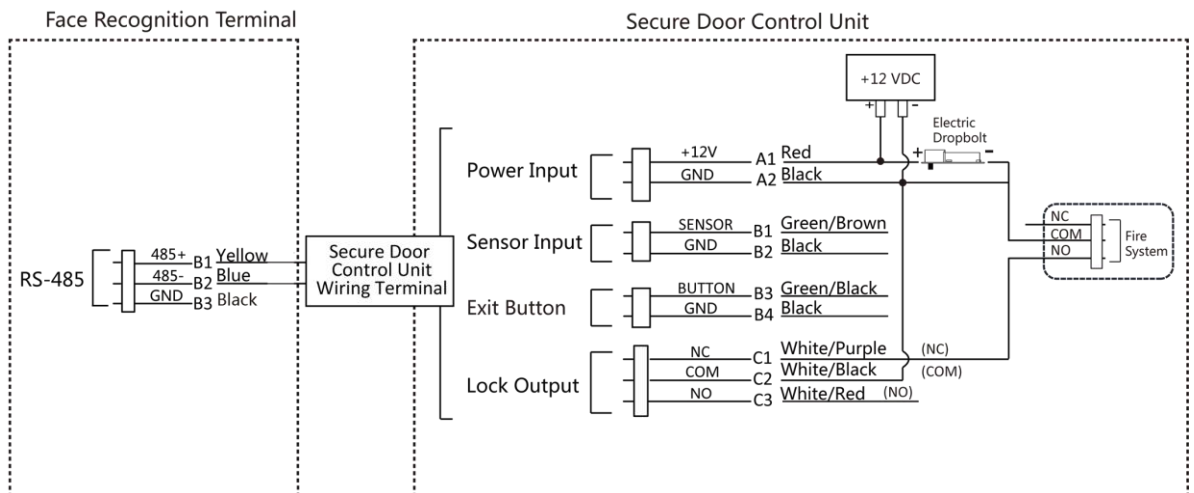 Face Recognition Terminal
Secure Door Control Unit
+12 VDC
+ -
Electric
Dropbolt
+ -
Power Input
+12V A1 Red
GND A2 Black
Sensor Input
SENSOR B1 Green/Brown
GND B2 Black
Exit Button
BUTTON B3 Green/Black
GND B4 Black
Lock Output
NC C1 White/Purple (NC)
COM C2 White/Black (COM)
NO C3 White/Red (NO)
RS-485
485+ B1 Yellow
485- B2 Blue
GND B3 Black
Secure Door
Control Unit
Wiring Terminal
NC
COM
NO
Fire
System